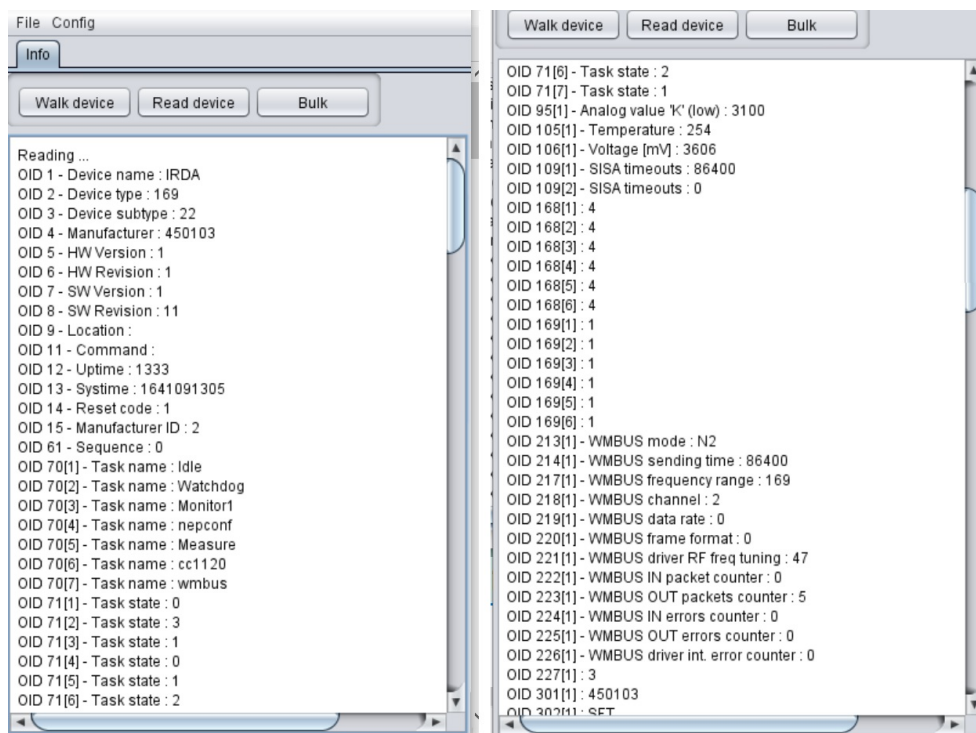 File Config
Info
Walk device Read device Bulk
Reading ...
OID 1 - Device name : IRDA
OID 2 - Device type : 169
OID 3 - Device subtype : 22
OID 4 - Manufacturer : 450103
OID 5 - HW Version : 1
OID 6 - HW Revision : 1
OID 7 - SW Version : 1
OID 8 - SW Revision : 11
OID 9 - Location :
OID 11 - Command :
OID 12 - Uptime : 1333
OID 13 - Systime : 1641091305
OID 14 - Reset code : 1
OID 15 - Manufacturer ID : 2
OID 61 - Sequence : 0
OID 70[1] - Task name : Idle
OID 70[2] - Task name : Watchdog
OID 70[3] - Task name : Monitor1
OID 70[4] - Task name : nepconf
OID 70[5] - Task name : Measure
OID 70[6] - Task name : cc1120
OID 70[7] - Task name : wmbus
OID 71[1] - Task state : 0
OID 71[2] - Task state : 3
OID 71[3] - Task state : 1
OID 71[4] - Task state : 0
OID 71[5] - Task state : 1
OID 71[6] - Task state : 2
Walk device Read device Bulk
OID 71[6] - Task state : 2
OID 71[7] - Task state : 1
OID 95[1] - Analog value 'K' (low) : 3100
OID 105[1] - Temperature : 254
OID 106[1] - Voltage [mV] : 3606
OID 109[1] - SISA timeouts : 86400
OID 109[2] - SISA timeouts : 0
OID 168[1] : 4
OID 168[2] : 4
OID 168[3] : 4
OID 168[4] : 4
OID 168[5] : 4
OID 168[6] : 4
OID 169[1] : 1
OID 169[2] : 1
OID 169[3] : 1
OID 169[4] : 1
OID 169[5] : 1
OID 169[6] : 1
OID 213[1] - WMBUS mode : N2
OID 214[1] - WMBUS sending time : 86400
OID 217[1] - WMBUS frequency range : 169
OID 218[1] - WMBUS channel : 2
OID 219[1] - WMBUS data rate : 0
OID 220[1] - WMBUS frame format : 0
OID 221[1] - WMBUS driver RF freq tuning : 47
OID 222[1] - WMBUS IN packet counter : 0
OID 223[1] - WMBUS OUT packets counter : 5
OID 224[1] - WMBUS IN errors counter : 0
OID 225[1] - WMBUS OUT errors counter : 0
OID 226[1] - WMBUS driver int. error counter : 0
OID 227[1] : 3
OID 301[1] : 450103
OID 302[1] : SET